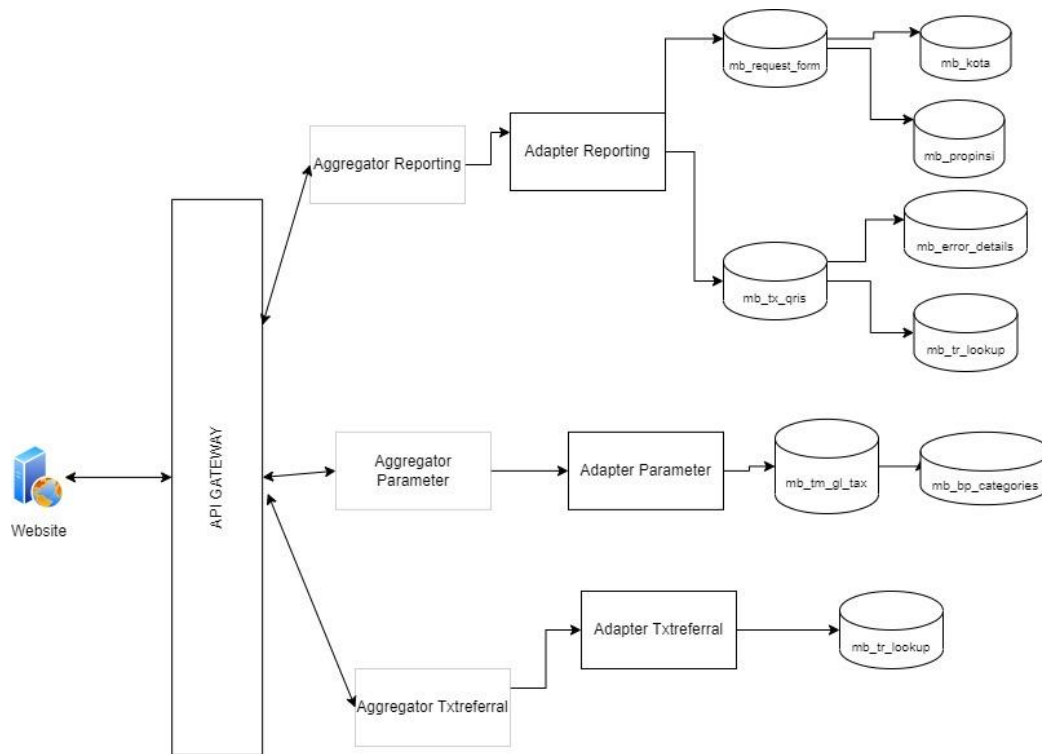 mb_request_form
mb_kota
Aggregator Reporting
Adapter Reporting
mb_propinsi
mb_error_details
mb_tx_qris
mb_tr_lookup
API GATEWAY
Website
Aggregator
Parameter
Adapter Parameter
mb_tm_gl_tax
mb_bp_categories
Adapter Txtreferral
mb_tr_lookup
Aggregator Txtreferral